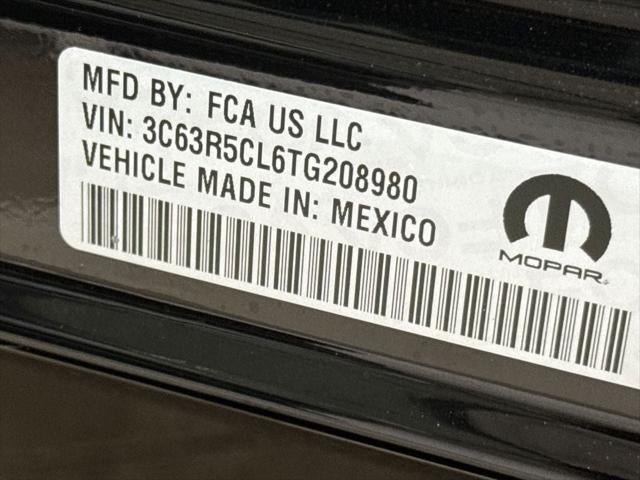 MFD BY: FCA US LLC
VIN: 3C63R5CL6TG208980
VEHICLE MADE IN: MEXICO
MOPAR